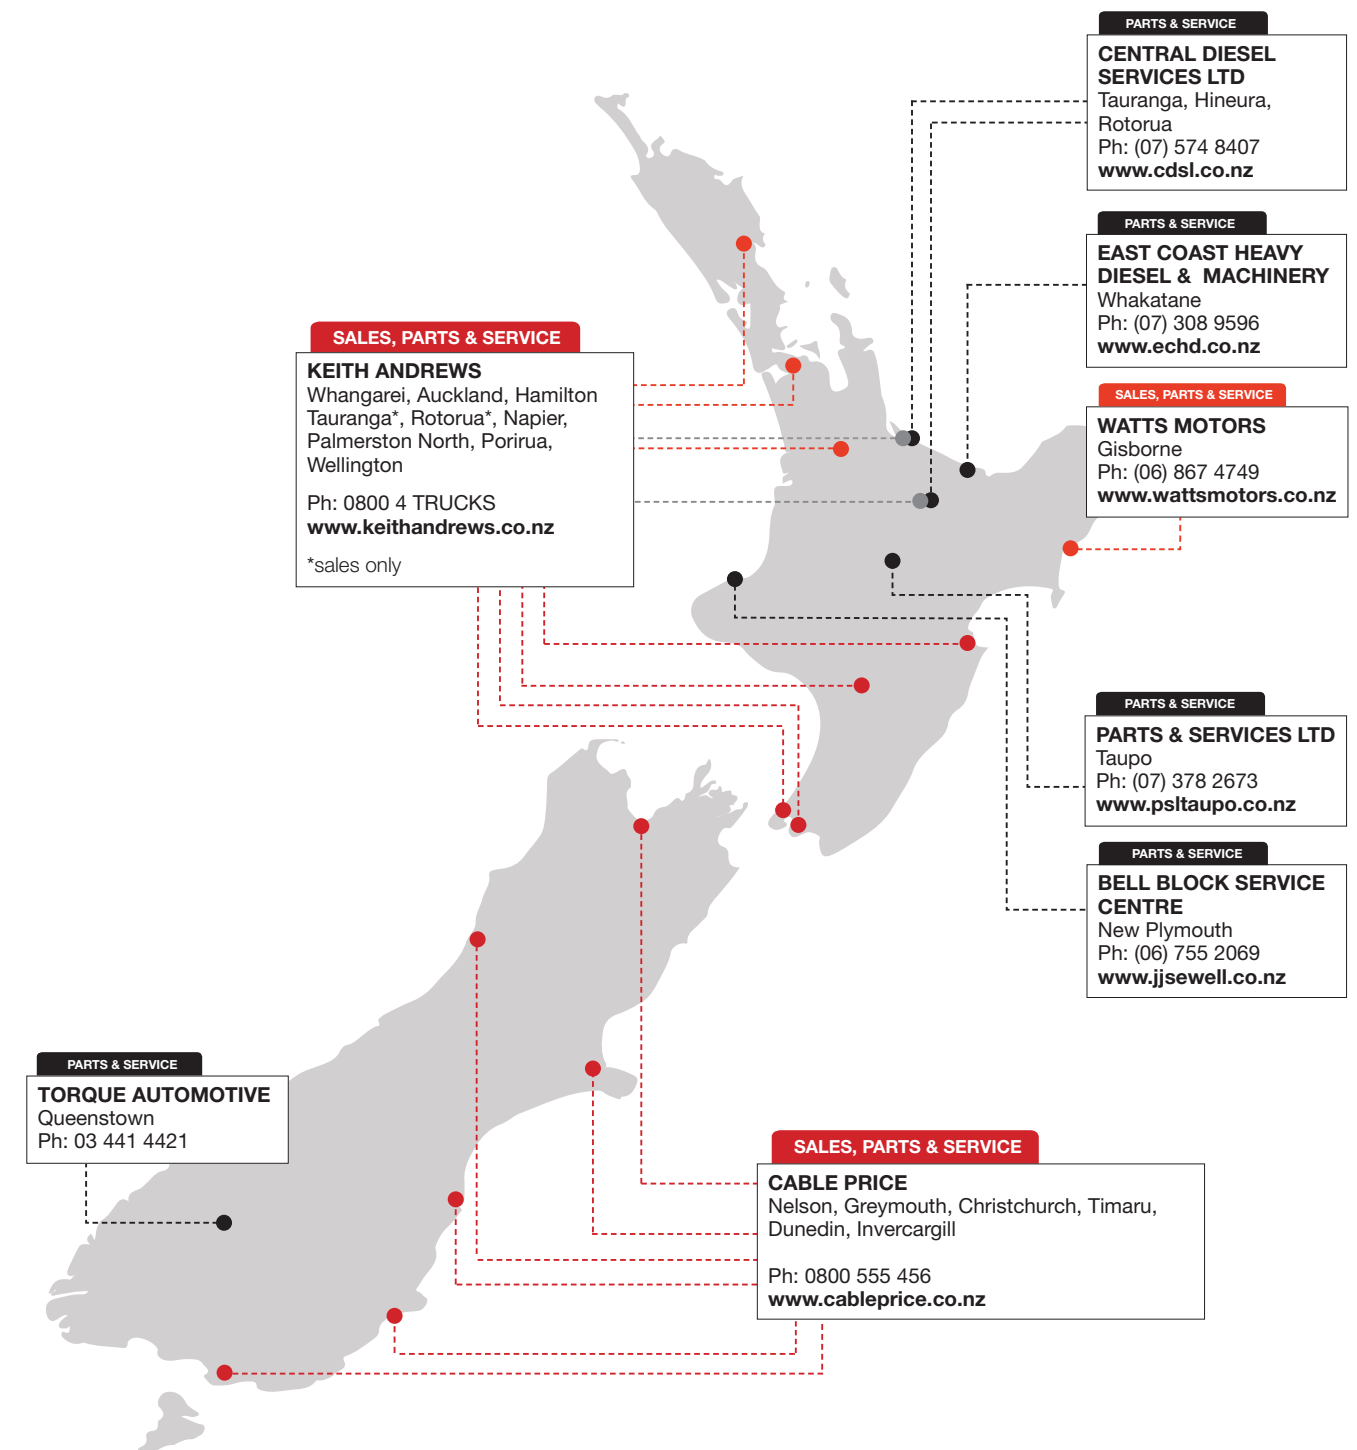 PARTS & SERVICE
CENTRAL DIESEL
SERVICES LTD
Tauranga, Hineura,
Rotorua
Ph: (07) 574 8407
www.cdsl.co.nz
PARTS & SERVICE
EAST COAST HEAVY
DIESEL & MACHINERY
Whakatane
Ph: (07) 308 9596
www.echd.co.nz
SALES, PARTS & SERVICE
KEITH ANDREWS
Whangarei, Auckland, Hamilton
Tauranga*, Rotorua*, Napier,
Palmerston North, Porirua,
Wellington
Ph: 0800 4 TRUCKS
www.keithandrews.co.nz
*sales only
SALES, PARTS & SERVICE
WATTS MOTORS
Gisborne
Ph: (06) 867 4749
www.wattsmotors.co.nz
PARTS & SERVICE
PARTS & SERVICES LTD
Taupo
Ph: (07) 378 2673
www.psltaupo.co.nz
PARTS & SERVICE
BELL BLOCK SERVICE
CENTRE
New Plymouth
Ph: (06) 755 2069
www.jjsewell.co.nz
PARTS & SERVICE
TORQUE AUTOMOTIVE
Queenstown
Ph: 03 441 4421
SALES, PARTS & SERVICE
CABLE PRICE
Nelson, Greymouth, Christchurch, Timaru,
Dunedin, Invercargill
Ph: 0800 555 456
www.cableprice.co.nz